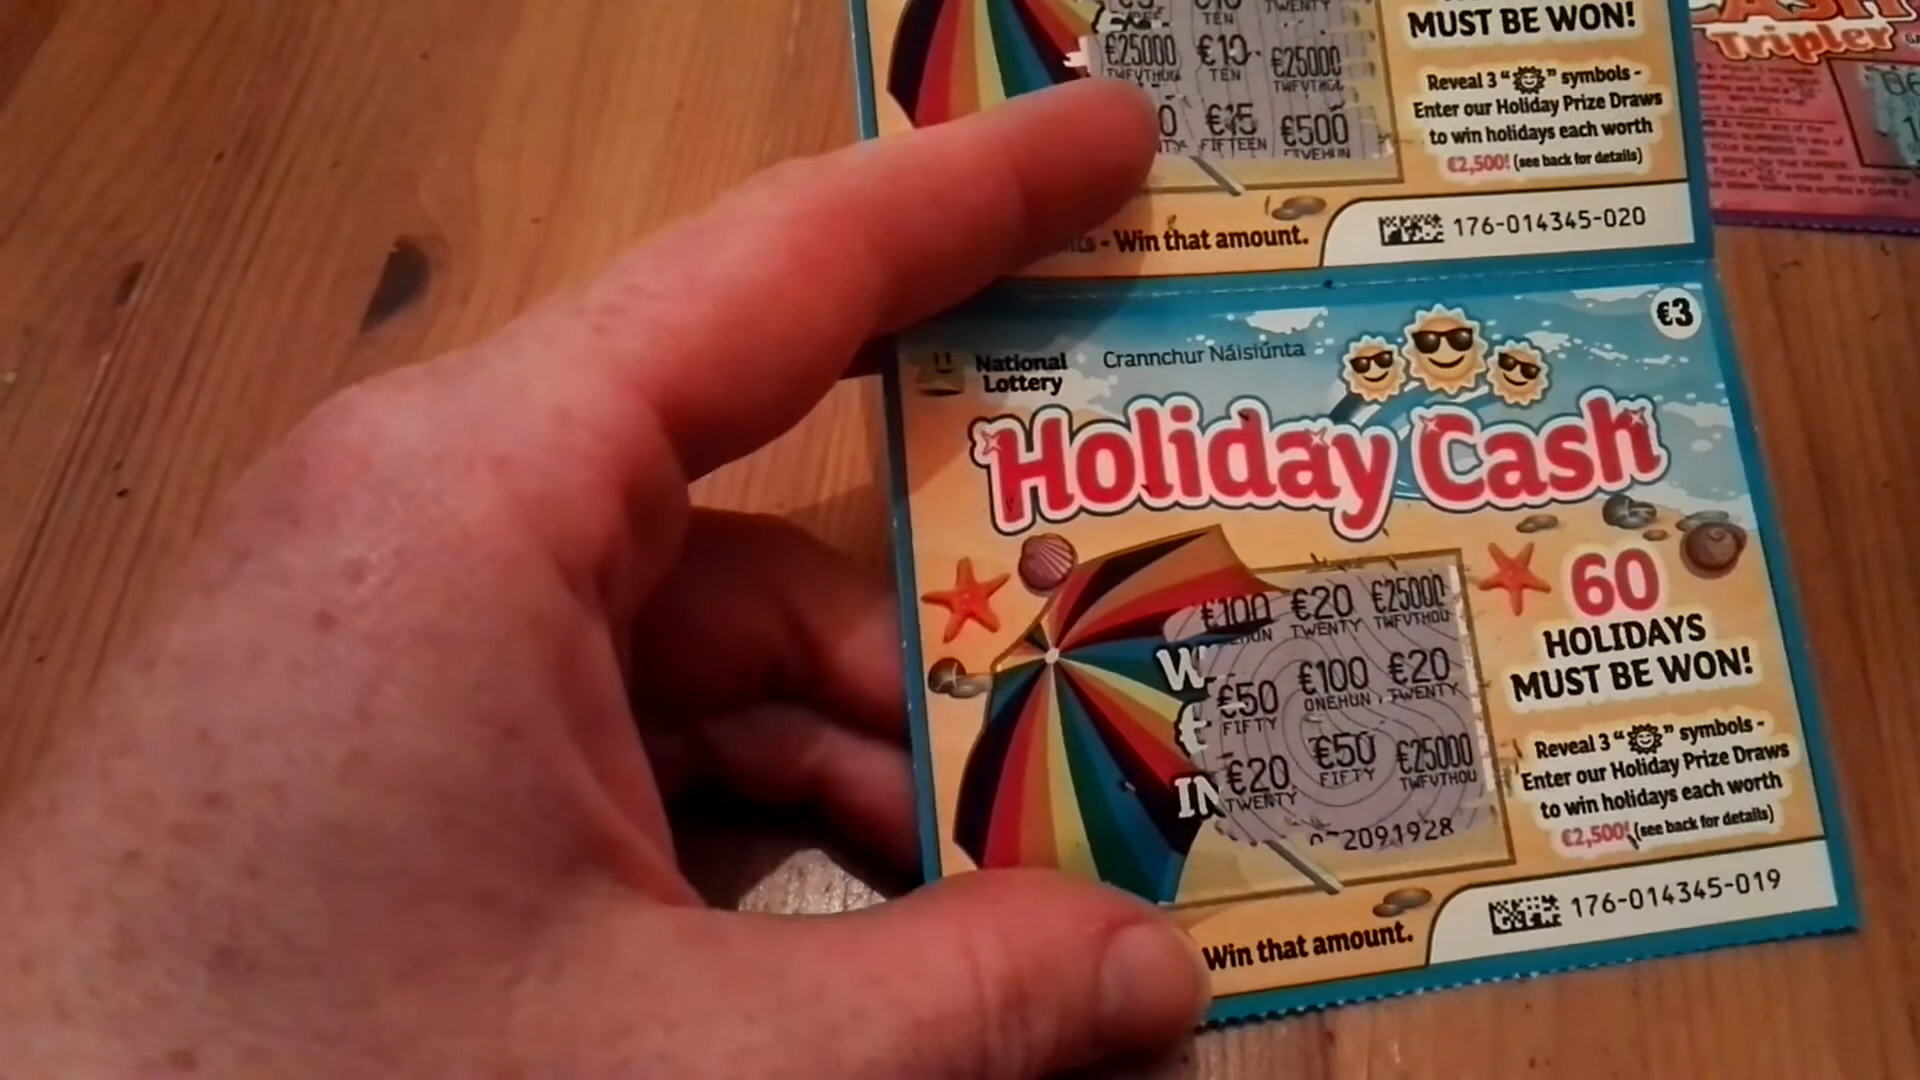 TEN
TWENTY
€25000 €10 €25000
TEN
€15 €500
FIFTEEN FIVEHUN
MUST BE WON!
Reveal 3 " " symbols -
Enter our Holiday Prize Draws
to win holidays each worth
€2,500! (see back for details)
- Win that amount.
176-014345-020
Tripler
€3
National
Lottery
Crannchur Náisiúnta
Holiday Cash
€100 €20 €25000
TWENTY TWFVTHOU
€50 €100 €20
FIFTY ONEHUN TWENTY
€20 €50 €25000
TWENTY FIFTY TWFVTHOU
2091928
60
HOLIDAYS
MUST BE WON!
Reveal 3 " " symbols -
Enter our Holiday Prize Draws
to win holidays each worth
€2,500! (see back for details)
Win that amount.
176-014345-019